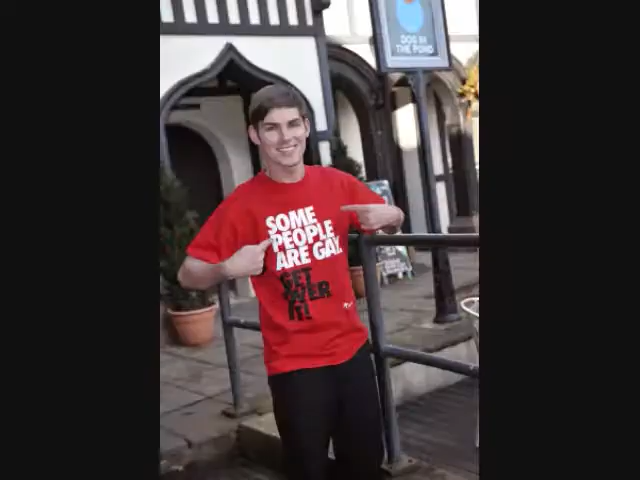 DOG IN
THE POND
SOME
PEOPLE
ARE GAY.
GET
OVER
IT!